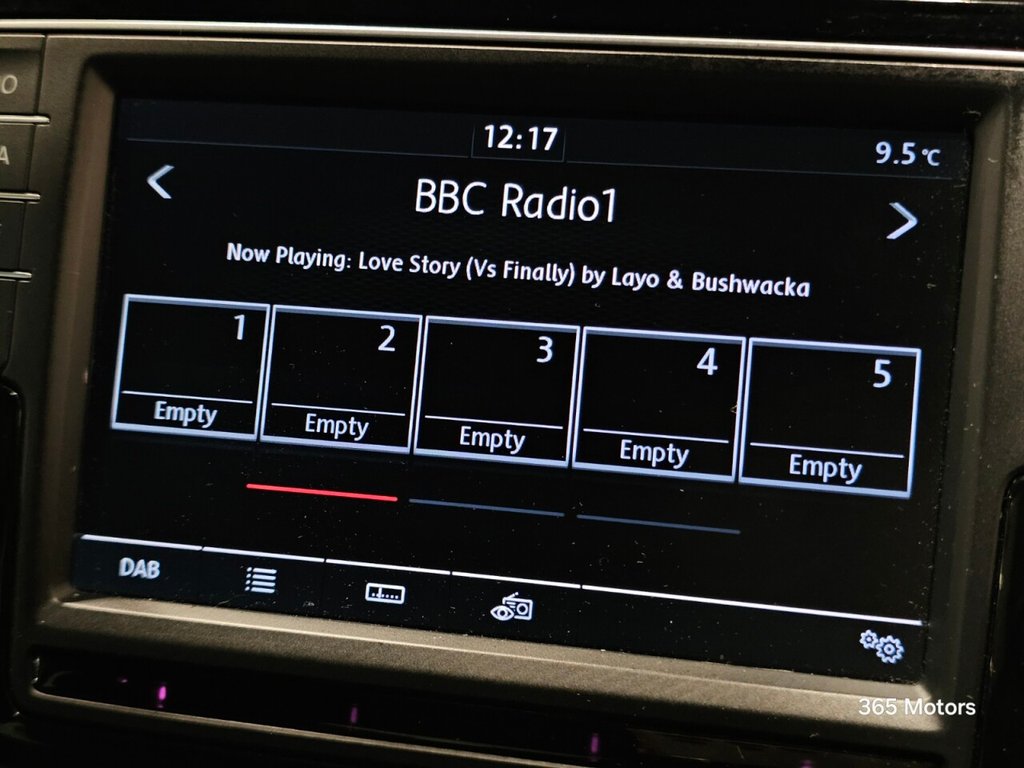 12:17
9.5 °C
BBC Radio1
Now Playing: Love Story (Vs Finally) by Layo & Bushwacka
1 2 3 4 5
Empty Empty Empty Empty Empty
DAB
365 Motors